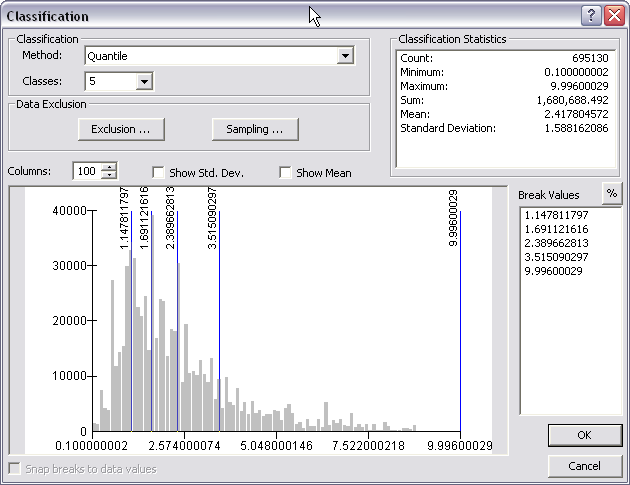 Classification
Classification
Method: Quantile
Classes: 5
Data Exclusion
Exclusion ...
Sampling ...
Classification Statistics
Count: 695130
Minimum: 0.100000002
Maximum: 9.99600029
Sum: 1,680,688.492
Mean: 2.417804572
Standard Deviation: 1.588162086
Columns: 100
Show Std. Dev.
Show Mean
%
Break Values
1.147811797
1.691121616
2.389662813
3.515090297
9.99600029
40000
30000
20000
10000
0
1.147811797
1.691121616
2.389662813
3.515090297
9.99600029
0.100000002 2.574000074 5.048000146 7.522000218 9.99600029
Snap breaks to data values
OK
Cancel